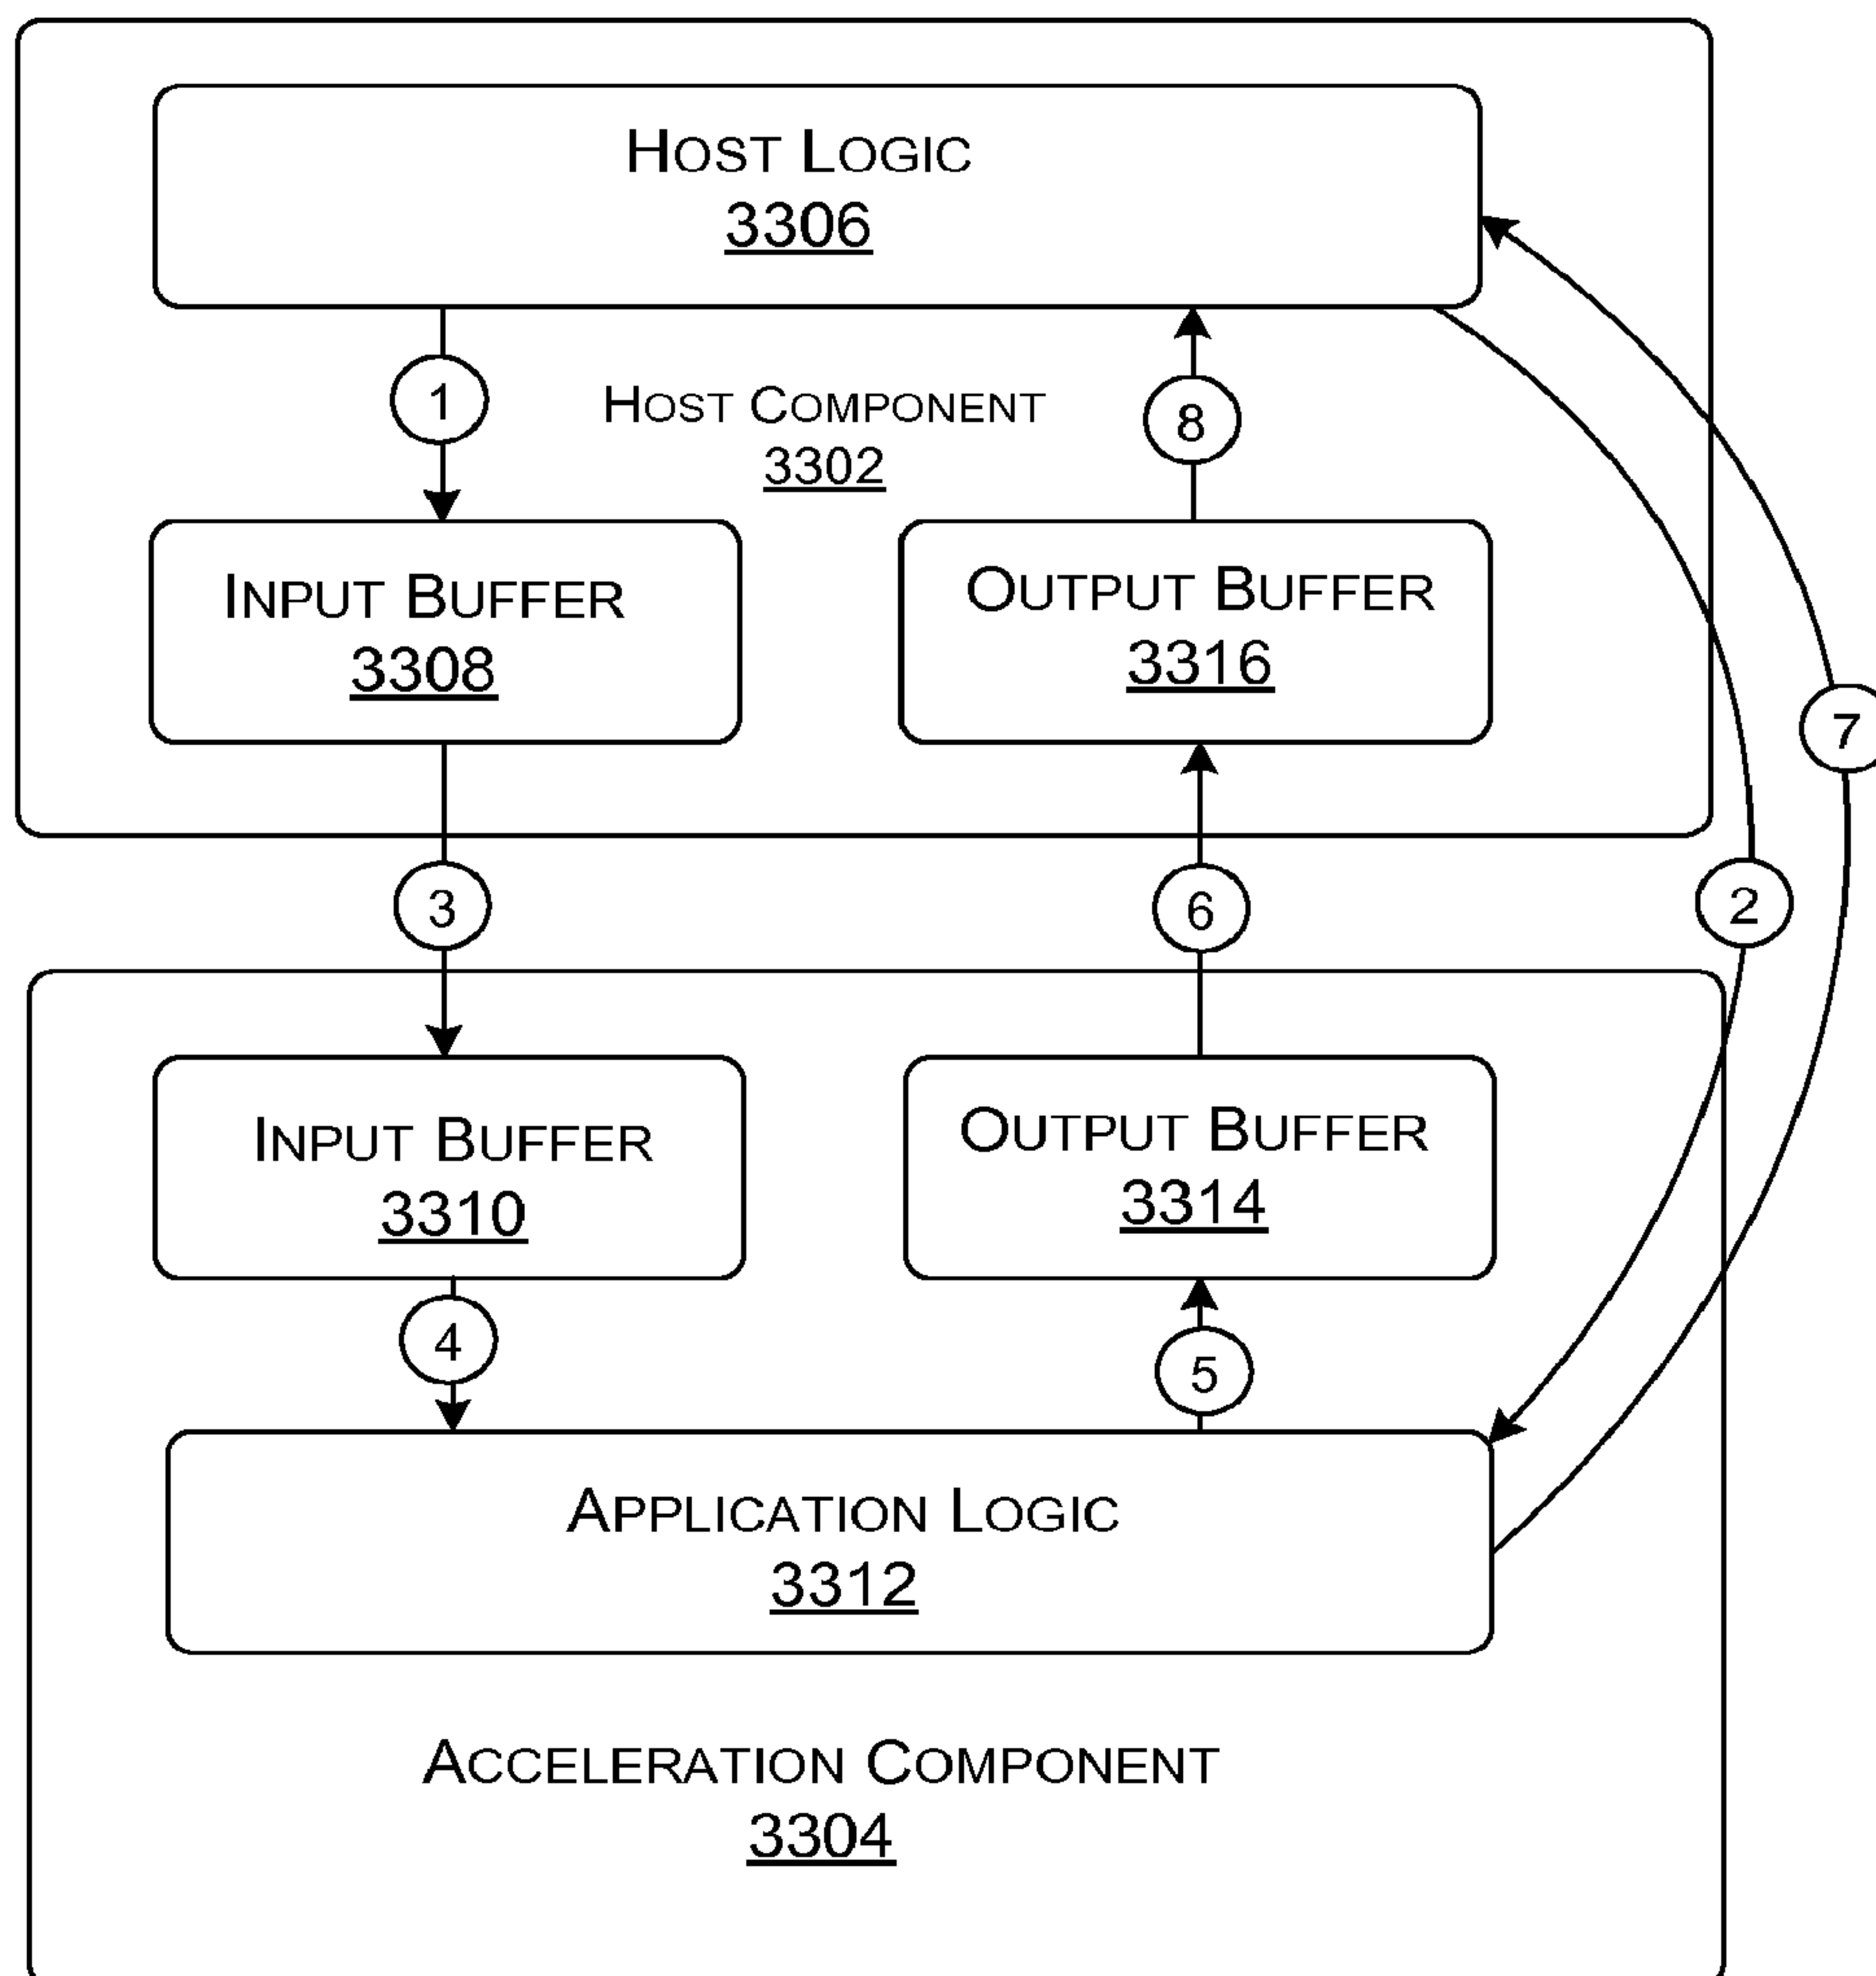 HOST LOGIC
3306
1
HOST COMPONENT
3302
8
INPUT BUFFER
3308
OUTPUT BUFFER
3316
7
3
6
2
INPUT BUFFER
3310
OUTPUT BUFFER
3314
4
5
APPLICATION LOGIC
3312
ACCELERATION COMPONENT
3304